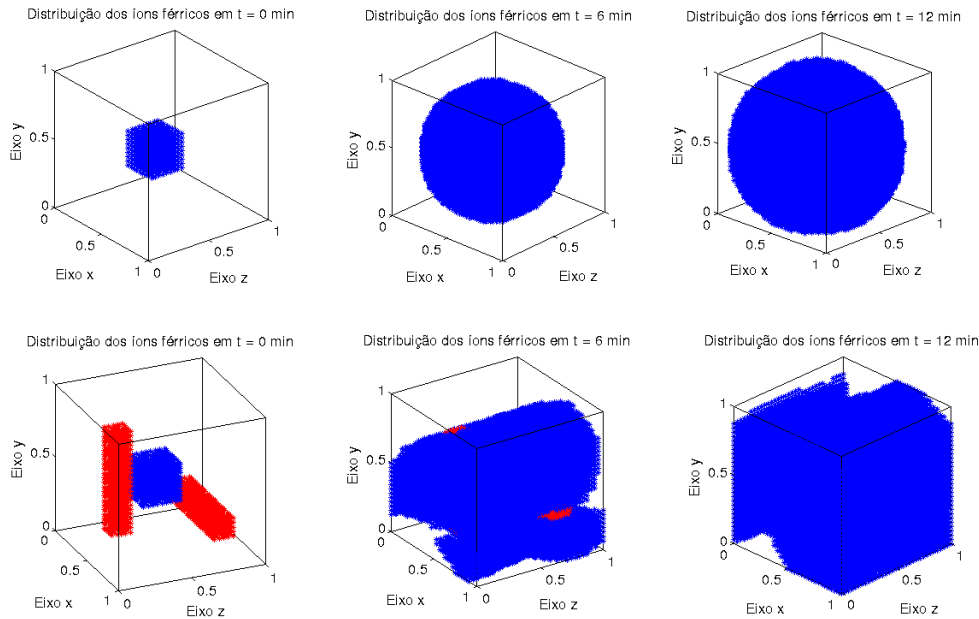 Distribuição dos íons férricos em t = 0 min
1
0.5
0
Eixo y
0
0.5
1
Eixo x
0
0.5
1
Eixo z
Distribuição dos íons férricos em t = 6 min
1
0.5
0
Eixo y
0
0.5
1
Eixo x
0
0.5
1
Eixo z
Distribuição dos íons férricos em t = 12 min
1
0.5
0
Eixo y
0
0.5
1
Eixo x
0
0.5
1
Eixo z
Distribuição dos íons férricos em t = 0 min
1
0.5
0
Eixo y
0
0.5
1
Eixo x
0
0.5
1
Eixo z
Distribuição dos íons férricos em t = 6 min
1
0.5
0
Eixo y
0
0.5
1
Eixo x
0
0.5
1
Eixo z
Distribuição dos íons férricos em t = 12 min
1
0.5
0
Eixo y
0
0.5
1
Eixo x
0
0.5
1
Eixo z